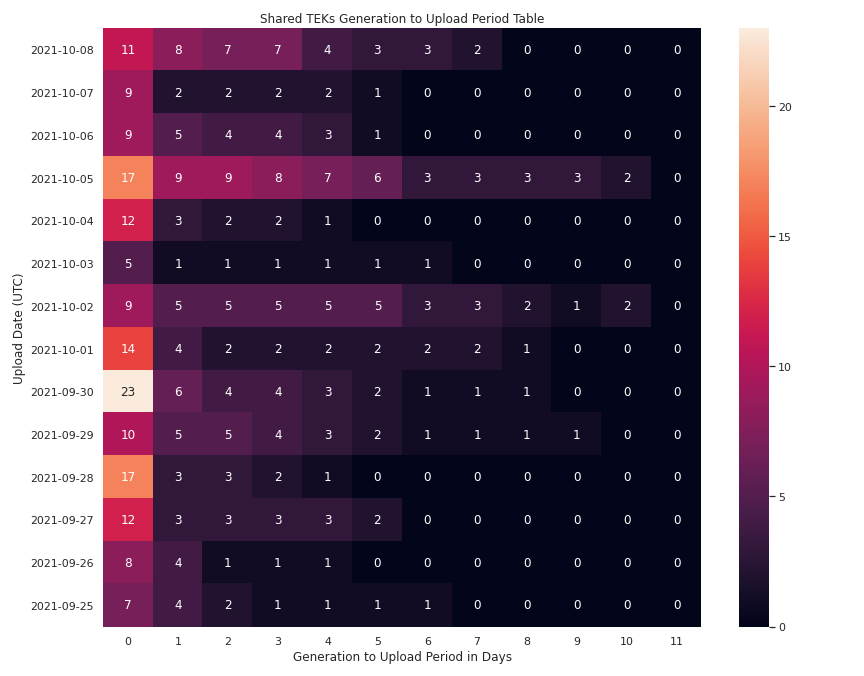 Shared TEKs Generation to Upload Period Table
2021-10-08 11 8 7 7 4 3 3 2 0 0 0 0
2021-10-07 9 2 2 2 2 1 0 0 0 0 0 0
20
2021-10-06 9 5 4 4 3 1 0 0 0 0 0 0
2021-10-05 17 9 9 8 7 6 3 3 3 3 2 0
2021-10-04 12 3 2 2 1 0 0 0 0 0 0 0
15
2021-10-03 5 1 1 1 1 1 1 0 0 0 0 0
2021-10-02 9 5 5 5 5 5 3 3 2 1 2 0
Upload Date (UTC)
2021-10-01 14 4 2 2 2 2 2 2 1 0 0 0
10
2021-09-30 23 6 4 4 3 2 1 1 1 0 0 0
2021-09-29 10 5 5 4 3 2 1 1 1 1 0 0
2021-09-28 17 3 3 2 1 0 0 0 0 0 0 0
5
2021-09-27 12 3 3 3 3 2 0 0 0 0 0 0
2021-09-26 8 4 1 1 1 0 0 0 0 0 0 0
2021-09-25 7 4 2 1 1 1 1 0 0 0 0 0
0
0 1 2 3 4 5 6 7 8 9 10 11
Generation to Upload Period in Days